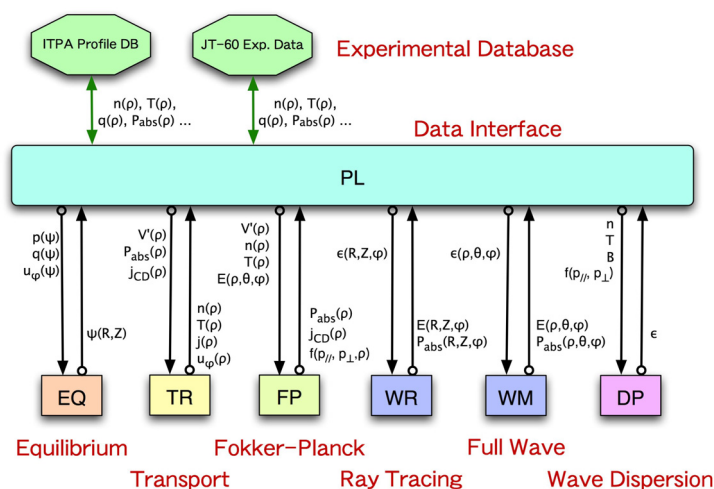 ITPA Profile DB
JT-60 Exp. Data
Experimental Database
n(ρ), T(ρ),
q(ρ), Pabs(ρ) ...
n(ρ), T(ρ),
q(ρ), Pabs(ρ) ...
Data Interface
PL
p(ψ)
q(ψ)
uφ(ψ)
ψ(R,Z)
V'(ρ)
Pabs(ρ)
jCD(ρ)
n(ρ)
T(ρ)
j(ρ)
uφ(ρ)
V'(ρ)
n(ρ)
T(ρ)
E(ρ,θ,φ)
Pabs(ρ)
jCD(ρ)
f(p//, p⊥,ρ)
ϵ(R,Z,φ)
E(R,Z,φ)
Pabs(R,Z,φ)
ϵ(ρ,θ,φ)
E(ρ,θ,φ)
Pabs(ρ,θ,φ)
n
T
B
f(p//, p⊥)
ϵ
EQ
TR
FP
WR
WM
DP
Equilibrium
Fokker-Planck
Full Wave
Transport
Ray Tracing
Wave Dispersion